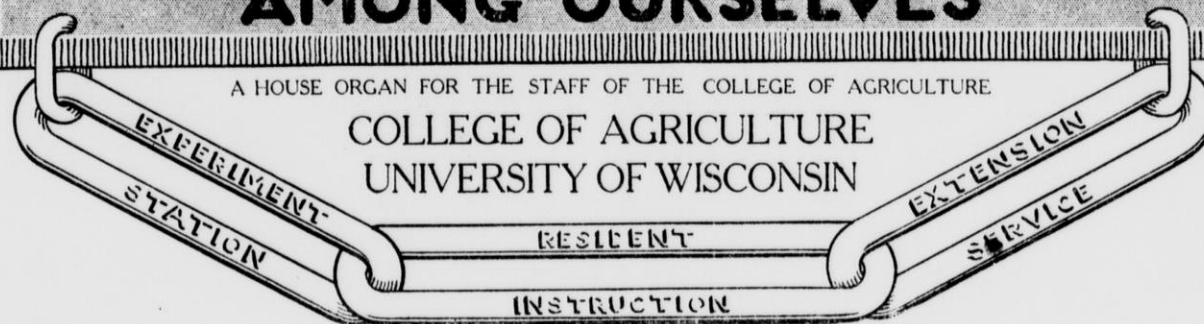 AMONG OURSELVES
A HOUSE ORGAN FOR THE STAFF OF THE COLLEGE OF AGRICULTURE
COLLEGE OF AGRICULTURE
UNIVERSITY OF WISCONSIN
EXPERIMENT
STATION
RESIDENT
INSTRUCTION
EXTENSION
SERVICE